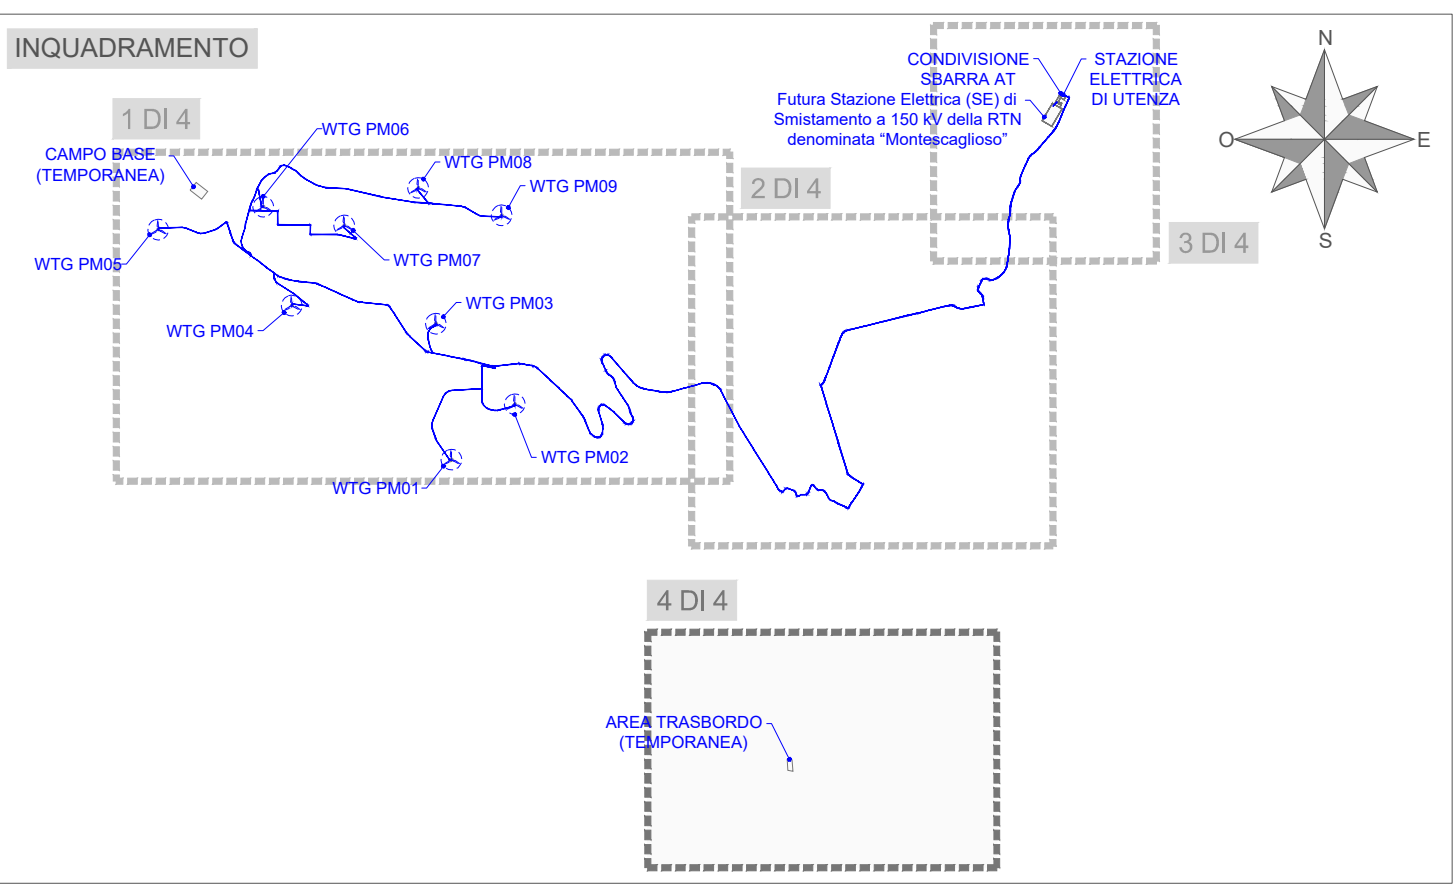 INQUADRAMENTO
1 DI 4
CAMPO BASE
(TEMPORANEA)
WTG PM06
WTG PM08
WTG PM09
WTG PM05
WTG PM07
WTG PM04
WTG PM03
WTG PM02
WTG PM01
2 DI 4
CONDIVISIONE
SBARRA AT
Futura Stazione Elettrica (SE) di
Smistamento a 150 kV della RTN
denominata “Montescaglioso”
STAZIONE
ELETTRICA
DI UTENZA
3 DI 4
N
O
E
S
4 DI 4
AREA TRASBORDO
(TEMPORANEA)